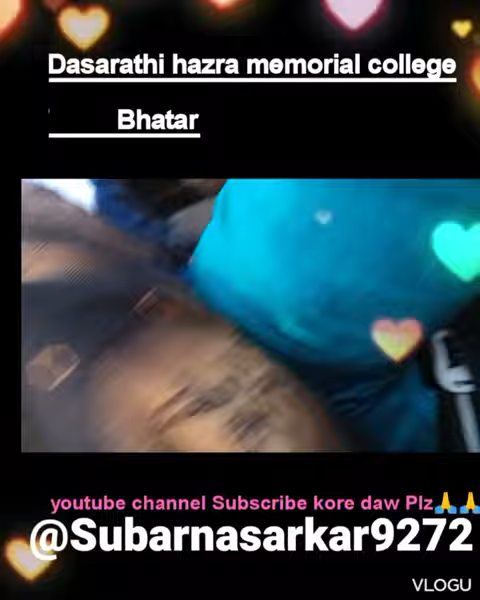 Dasarathi hazra memorial college
Bhatar
youtube channel Subscribe kore daw Plz🙏🙏
@Subarnasarkar9272
VLOGU